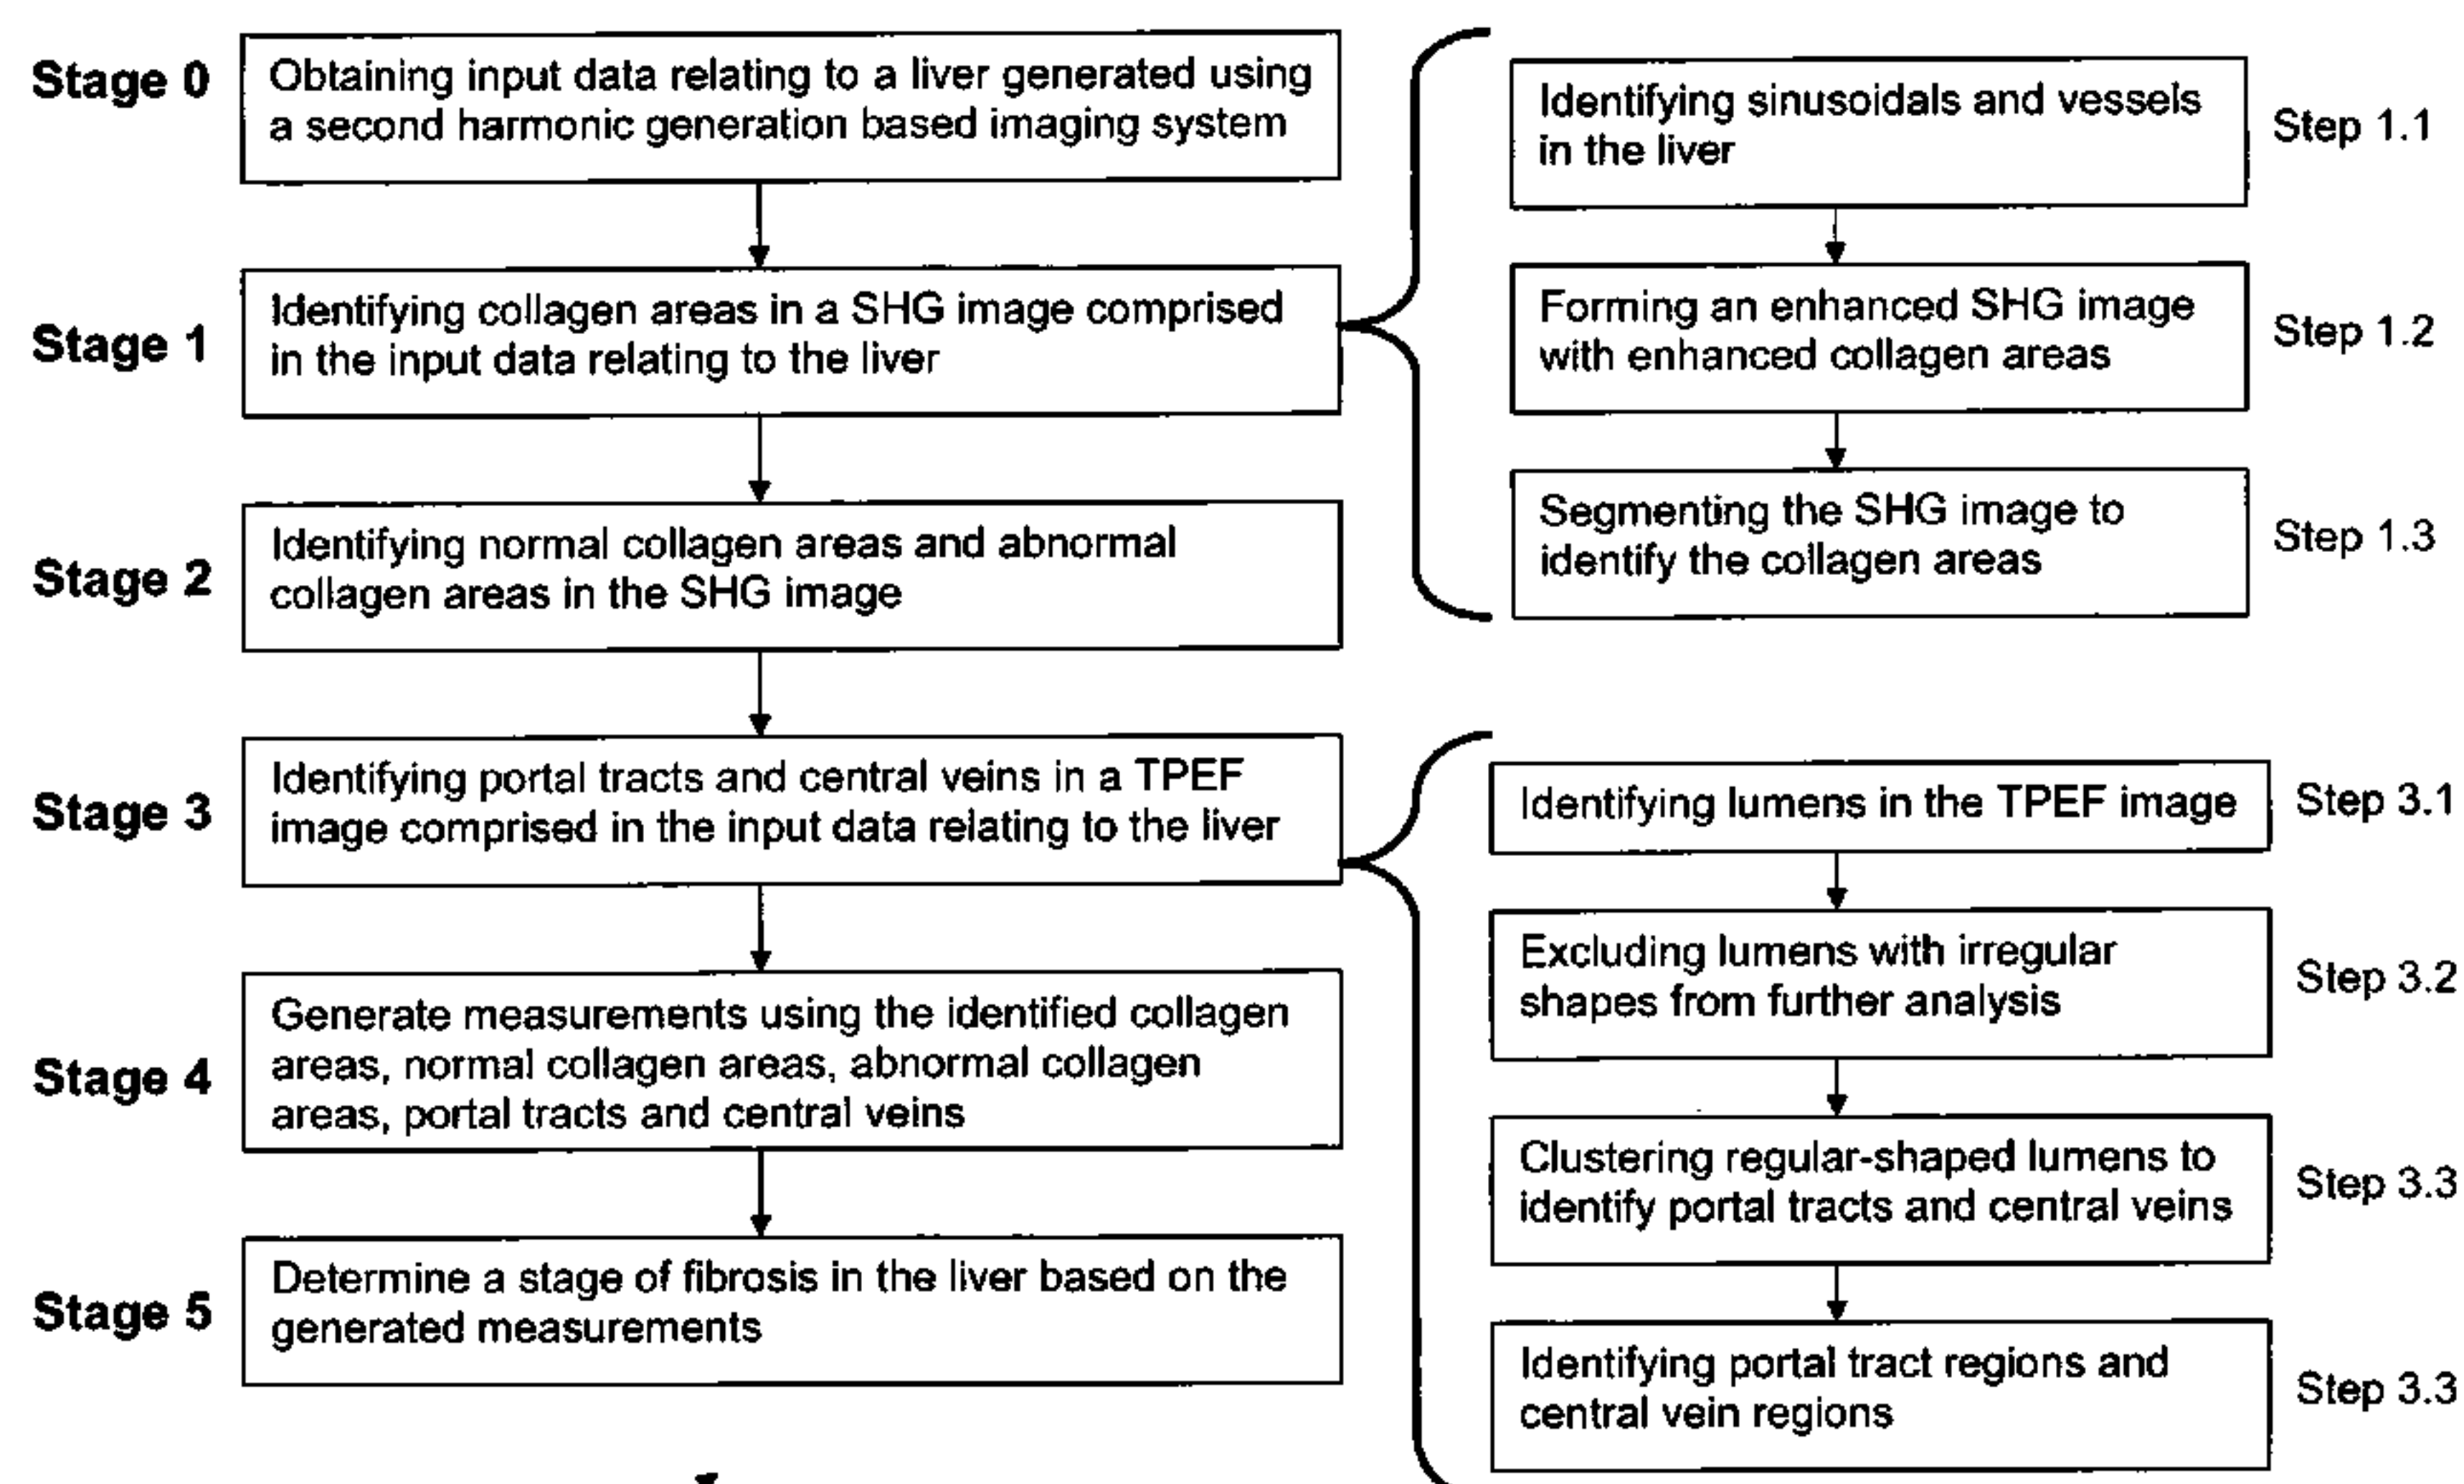 Stage 0
Obtaining input data relating to a liver generated using
a second harmonic generation based imaging system
Stage 1
Identifying collagen areas in a SHG image comprised
in the input data relating to the liver
Stage 2
Identifying normal collagen areas and abnormal
collagen areas in the SHG image
Stage 3
Identifying portal tracts and central veins in a TPEF
image comprised in the input data relating to the liver
Stage 4
Generate measurements using the identified collagen
areas, normal collagen areas, abnormal collagen
areas, portal tracts and central veins
Stage 5
Determine a stage of fibrosis in the liver based on the
generated measurements
Identifying sinusoidals and vessels
in the liver
Step 1.1
Forming an enhanced SHG image
with enhanced collagen areas
Step 1.2
Segmenting the SHG image to
identify the collagen areas
Step 1.3
Identifying lumens in the TPEF image
Step 3.1
Excluding lumens with irregular
shapes from further analysis
Step 3.2
Clustering regular-shaped lumens to
identify portal tracts and central veins
Step 3.3
Identifying portal tract regions and
central vein regions
Step 3.3